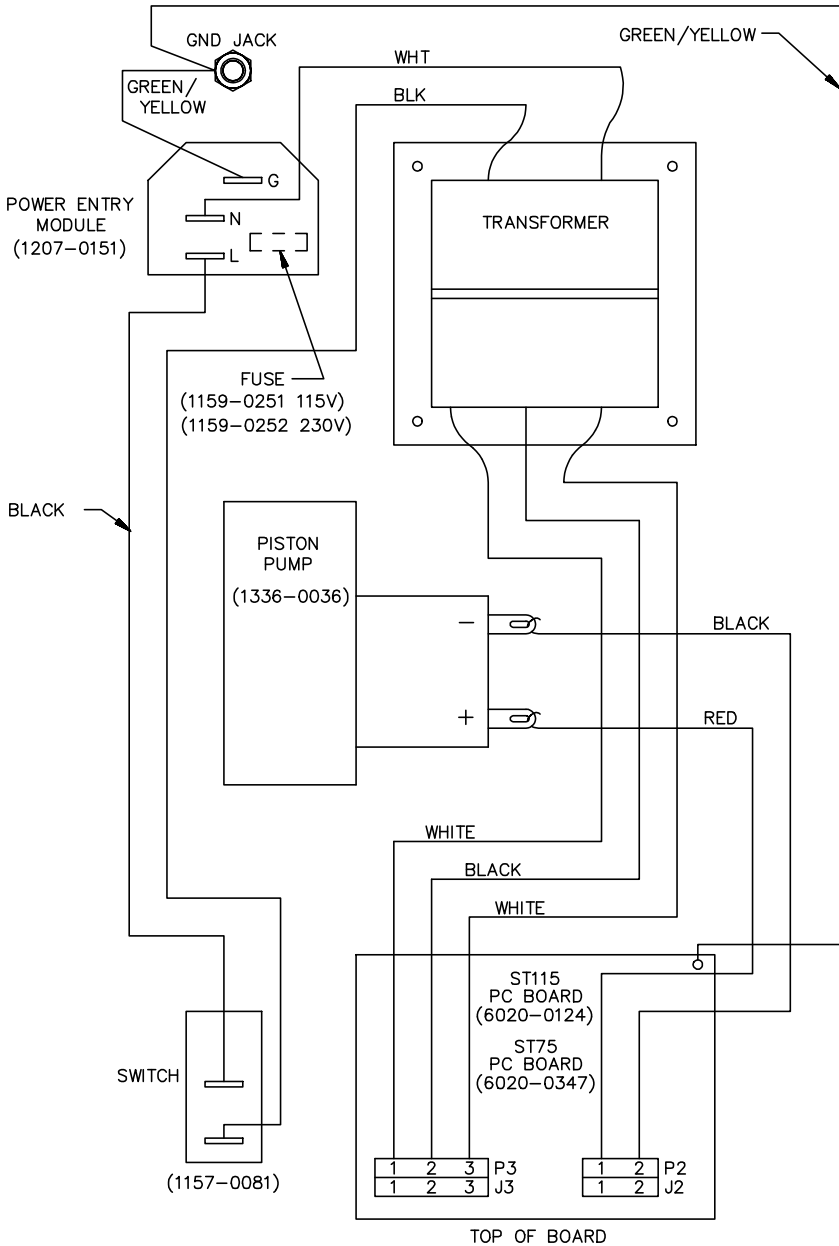 GND JACK
GREEN/YELLOW
WHT
GREEN/
YELLOW
BLK
G
POWER ENTRY
MODULE
(1207-0151)
N
L
TRANSFORMER
FUSE
(1159-0251 115V)
(1159-0252 230V)
BLACK
PISTON
PUMP
(1336-0036)
-
BLACK
+
RED
WHITE
BLACK
WHITE
ST115
PC BOARD
(6020-0124)
ST75
PC BOARD
(6020-0347)
SWITCH
(1157-0081)
1 2 3 P3
1 2 3 J3
1 2 P2
1 2 J2
TOP OF BOARD